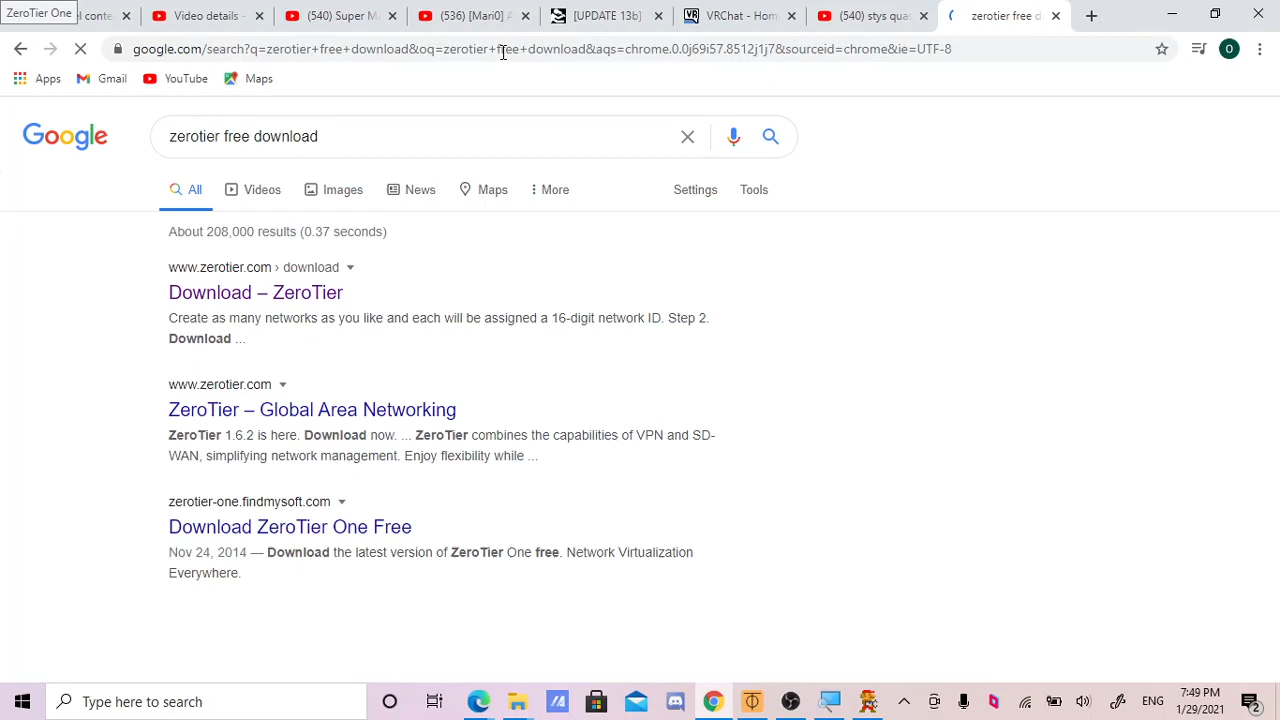 ZeroTier One
l conte
Video details -
(540) Super M
(536) [Mari0] A
[UPDATE 13b]
VRChat - Hom
(540) stys quas
zerotier free d
google.com/search?q=zerotier+free+download&oq=zerotier+free+download&aqs=chrome.0.0j69i57.8512j1j7&sourceid=chrome&ie=UTF-8
O
Apps
Gmail
YouTube
Maps
Google
zerotier free download
All
Videos
Images
News
Maps
More
Settings
Tools
About 208,000 results (0.37 seconds)
www.zerotier.com › download
Download – ZeroTier
Create as many networks as you like and each will be assigned a 16-digit network ID. Step 2.
Download ...
www.zerotier.com
ZeroTier – Global Area Networking
ZeroTier 1.6.2 is here. Download now. ... ZeroTier combines the capabilities of VPN and SD-
WAN, simplifying network management. Enjoy flexibility while ...
zerotier-one.findmysoft.com
Download ZeroTier One Free
Nov 24, 2014 — Download the latest version of ZeroTier One free. Network Virtualization
Everywhere.
Type here to search
ENG
7:49 PM
1/29/2021
2